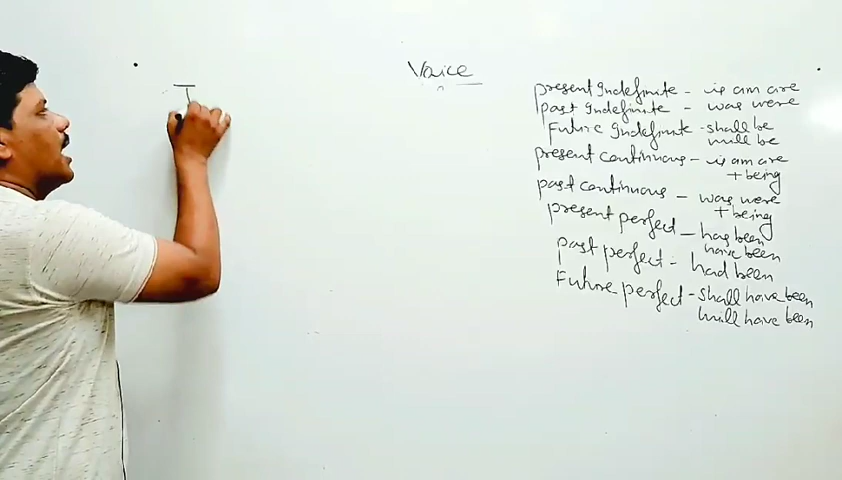 T
Voice
present Indefinite - is am are
past Indefinite - was were
Future Indefinite - shall be
will be
present continuous - is am are
+ being
past continuous - was were
+ being
present perfect - has been
have been
past perfect - had been
Future perfect - shall have been
will have been